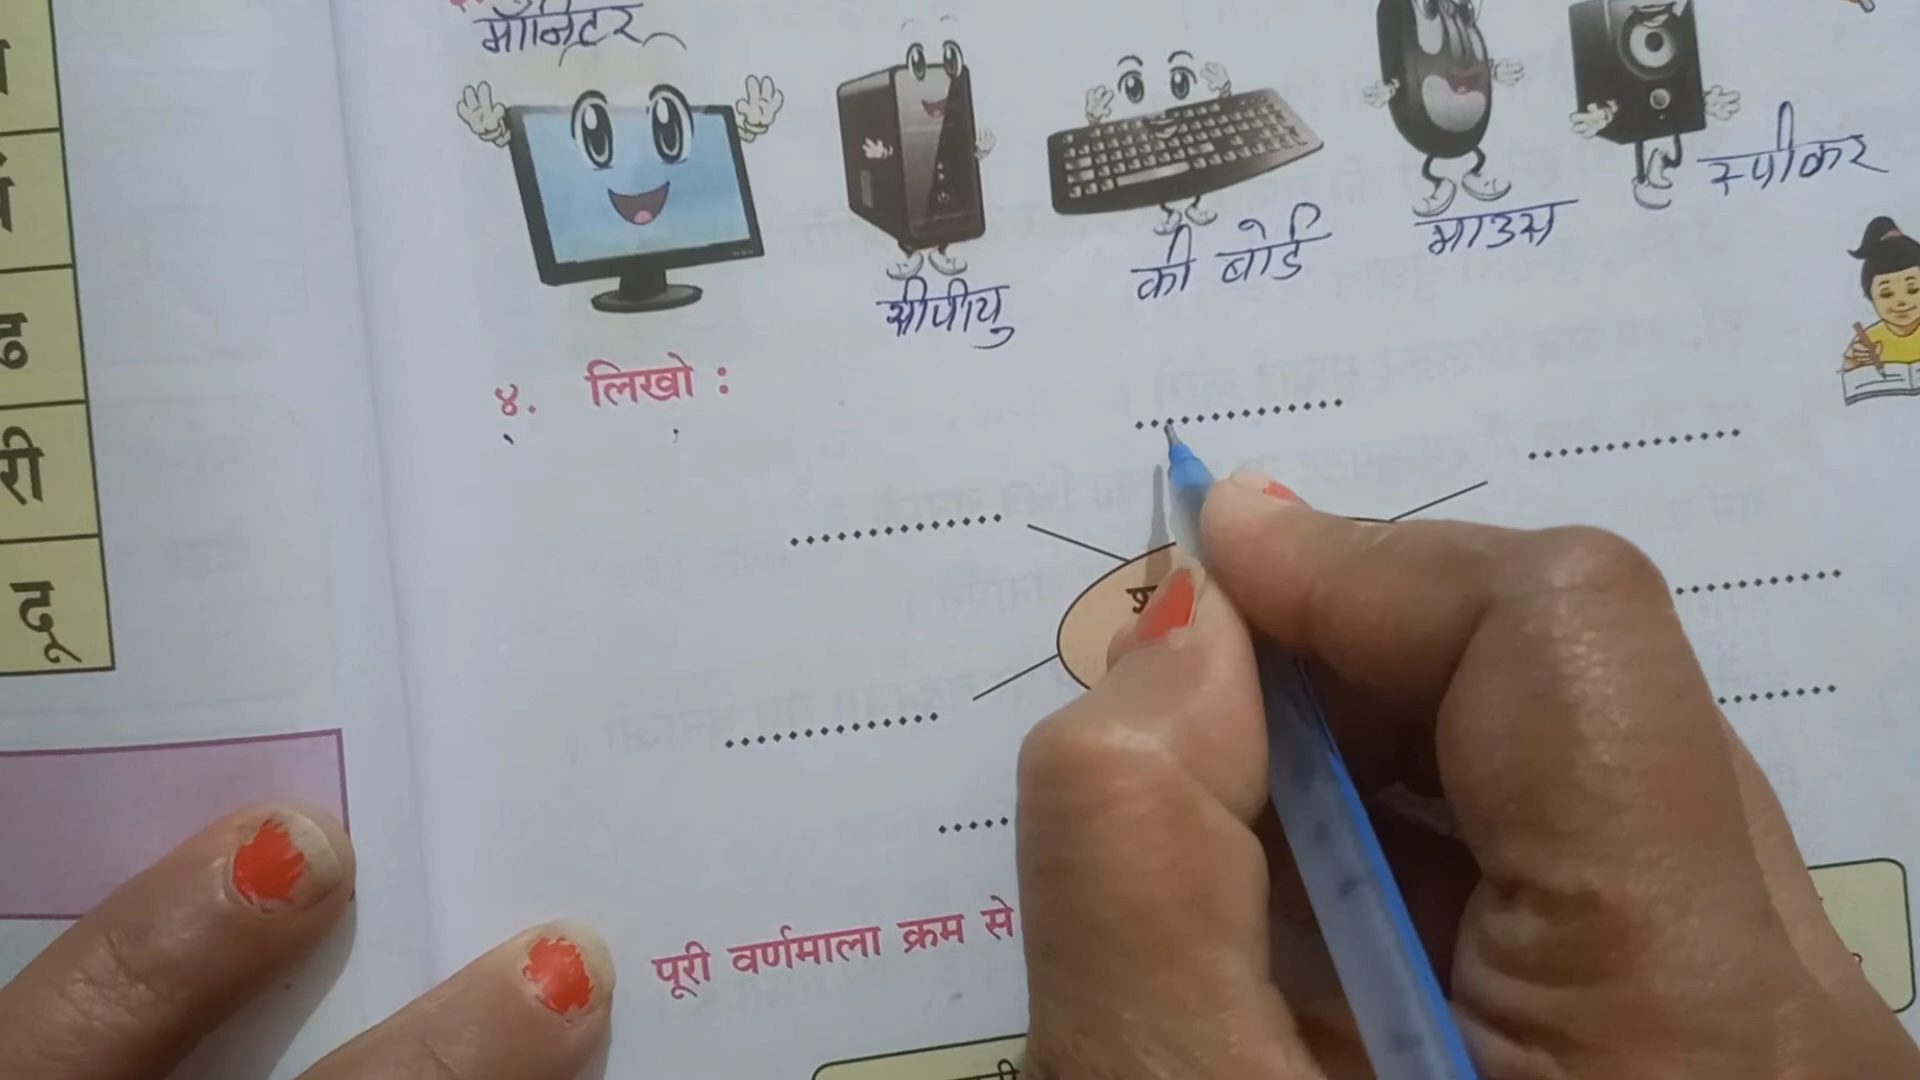 मॉनिटर
सीपीयु
की बोर्ड
माउस
स्पीकर
४. लिखो :
री
ढू
पूरी वर्णमाला क्रम से